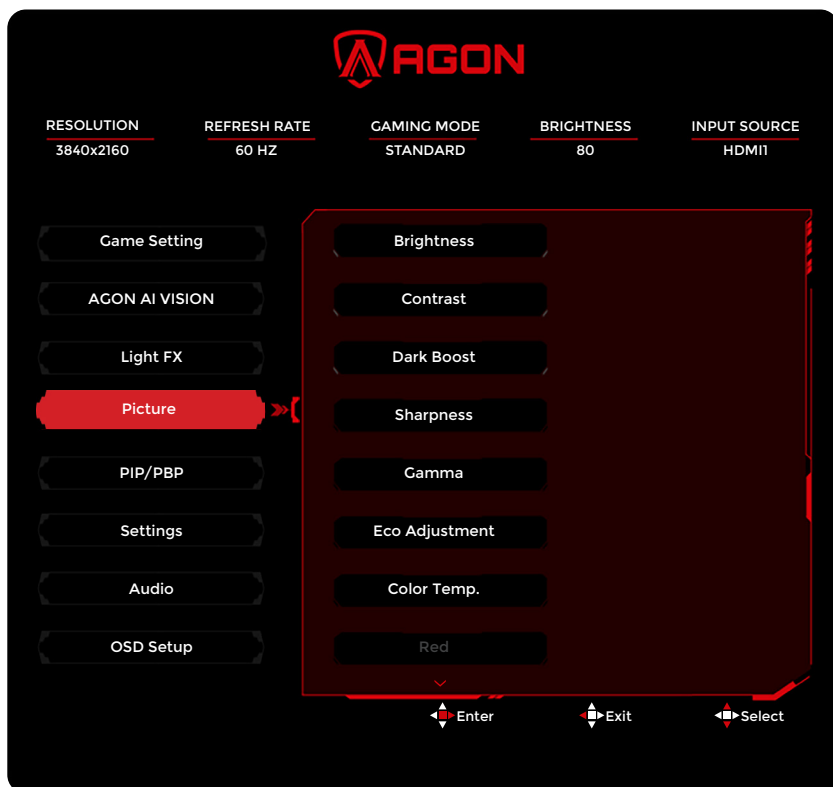 AGON
RESOLUTION REFRESH RATE GAMING MODE BRIGHTNESS INPUT SOURCE
3840x2160 60 HZ STANDARD 80 HDMI1
Game Setting
AGON AI VISION
Light FX
Picture
PIP/PBP
Settings
Audio
OSD Setup
Brightness
Contrast
Dark Boost
Sharpness
Gamma
Eco Adjustment
Color Temp.
Red
Enter Exit Select